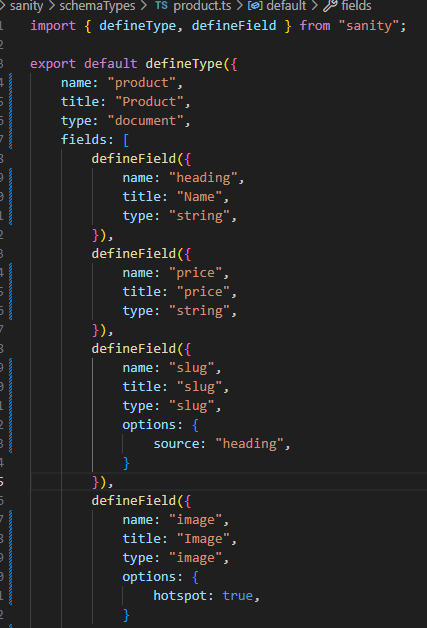 sanity > schemaTypes > TS product.ts > default > fields
1 import { defineType, defineField } from "sanity";
2
3 export default defineType({
4 name: "product",
5 title: "Product",
6 type: "document",
7 fields: [
8 defineField({
9 name: "heading",
0 title: "Name",
1 type: "string",
2 }),
3 defineField({
4 name: "price",
5 title: "price",
6 type: "string",
7 }),
8 defineField({
9 name: "slug",
0 title: "slug",
1 type: "slug",
2 options: {
3 source: "heading",
4 }
5 }),
6 defineField({
7 name: "image",
8 title: "Image",
9 type: "image",
0 options: {
1 hotspot: true,
2 }